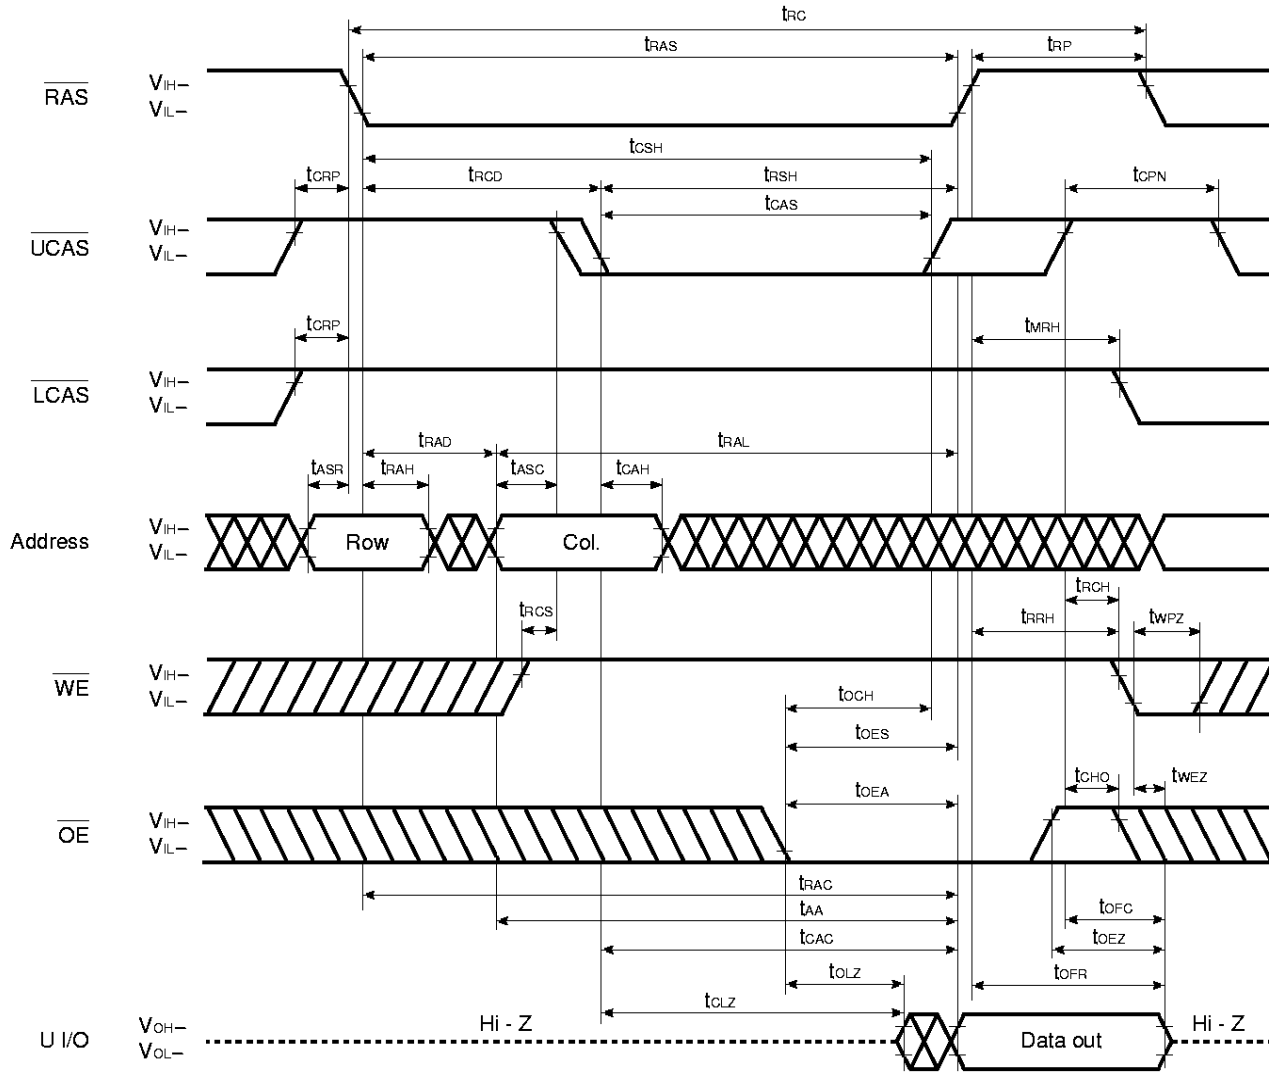 tRC
tRAS
tRP
RAS
VIH–
VIL–
tCSH
tCRP
tRCD
tRSH
tCPN
tCAS
UCAS
VIH–
VIL–
tCRP
tMRH
LCAS
VIH–
VIL–
tRAD
tRAL
tASR
tRAH
tASC
tCAH
Address
VIH–
VIL–
Row
Col.
tRCH
tRCS
tRRH
tWPZ
WE
VIH–
VIL–
tOCH
tOES
tCHO
tWEZ
tOEA
OE
VIH–
VIL–
tRAC
tAA
tOFC
tCAC
tOEZ
tOLZ
tOFR
tCLZ
U I/O
VOH–
VOL–
Hi - Z
Data out
Hi - Z